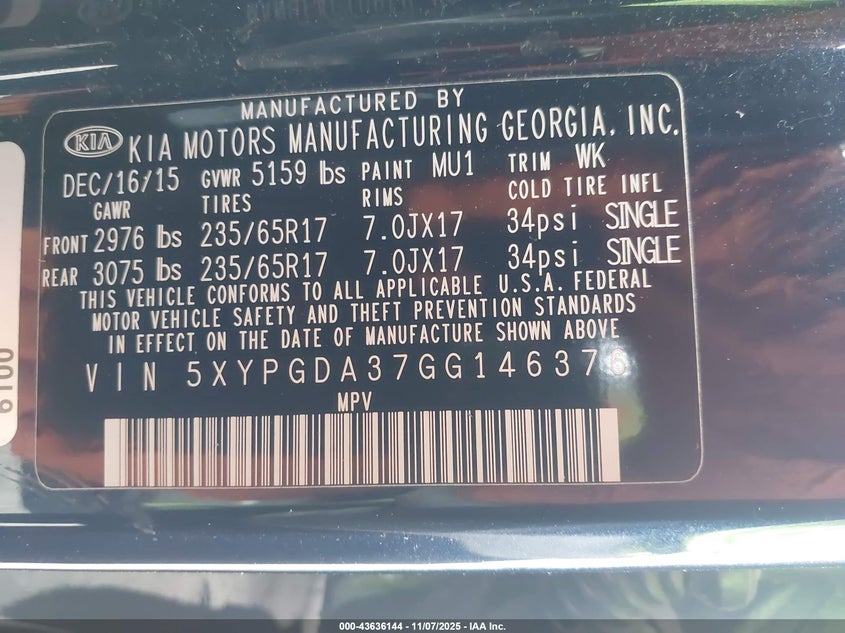 MANUFACTURED BY
KIA KIA MOTORS MANUFACTURING GEORGIA, INC.
DEC/16/15 GVWR 5159 lbs PAINT MU1 TRIM WK
GAWR TIRES RIMS COLD TIRE INFL
FRONT 2976 lbs 235/65R17 7.0JX17 34psi SINGLE
REAR 3075 lbs 235/65R17 7.0JX17 34psi SINGLE
THIS VEHICLE CONFORMS TO ALL APPLICABLE U.S.A. FEDERAL
MOTOR VEHICLE SAFETY AND THEFT PREVENTION STANDARDS
IN EFFECT ON THE DATE OF MANUFACTURE SHOWN ABOVE
VIN 5XYPGDA37GG146376
MPV
000-43636144 - 11/07/2025 - IAA Inc.